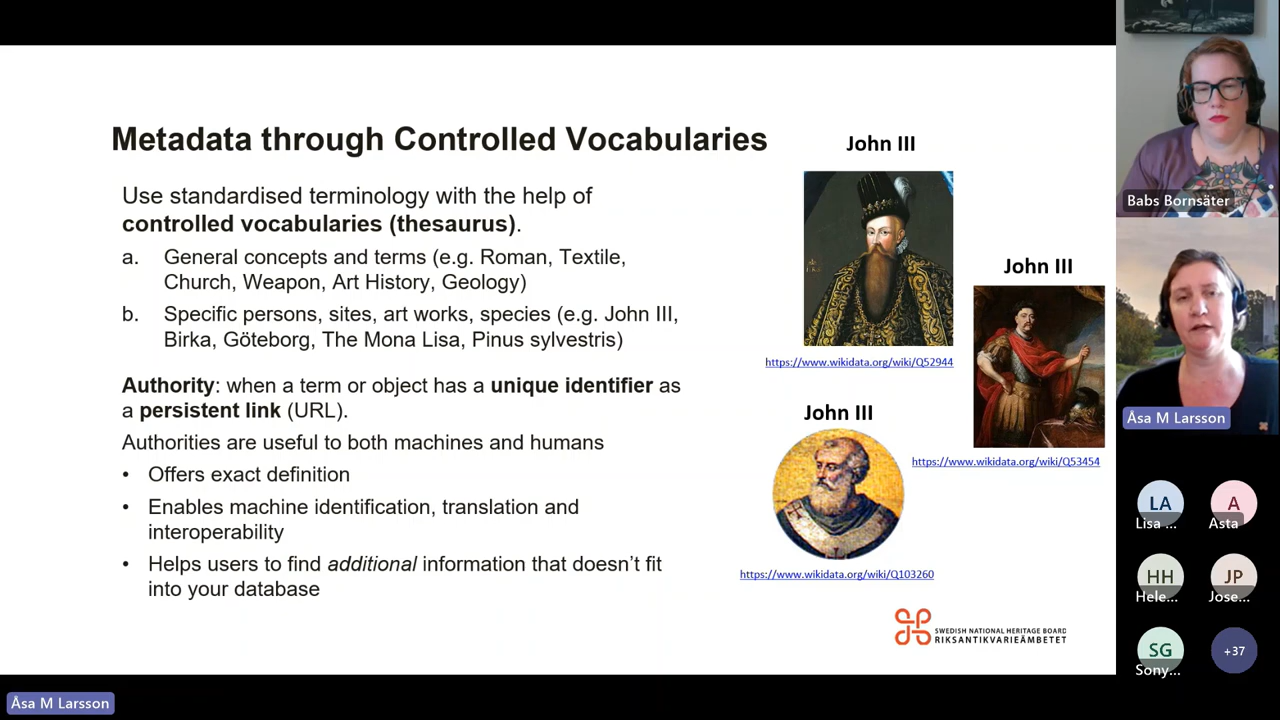 Metadata through Controlled Vocabularies
Use standardised terminology with the help of
controlled vocabularies (thesaurus).
a. General concepts and terms (e.g. Roman, Textile,
Church, Weapon, Art History, Geology)
b. Specific persons, sites, art works, species (e.g. John III,
Birka, Göteborg, The Mona Lisa, Pinus sylvestris)
Authority: when a term or object has a unique identifier as
a persistent link (URL).
Authorities are useful to both machines and humans
• Offers exact definition
• Enables machine identification, translation and
interoperability
• Helps users to find additional information that doesn't fit
into your database
John III
https://www.wikidata.org/wiki/Q52944
John III
https://www.wikidata.org/wiki/Q53454
John III
https://www.wikidata.org/wiki/Q103260
SWEDISH NATIONAL HERITAGE BOARD
RIKSANTIKVARIEÄMBETET
Babs Bornsäter
Åsa M Larsson
LA
Lisa ...
A
Asta
HH
Hele...
JP
Jose...
SG
Sony...
+37
Åsa M Larsson